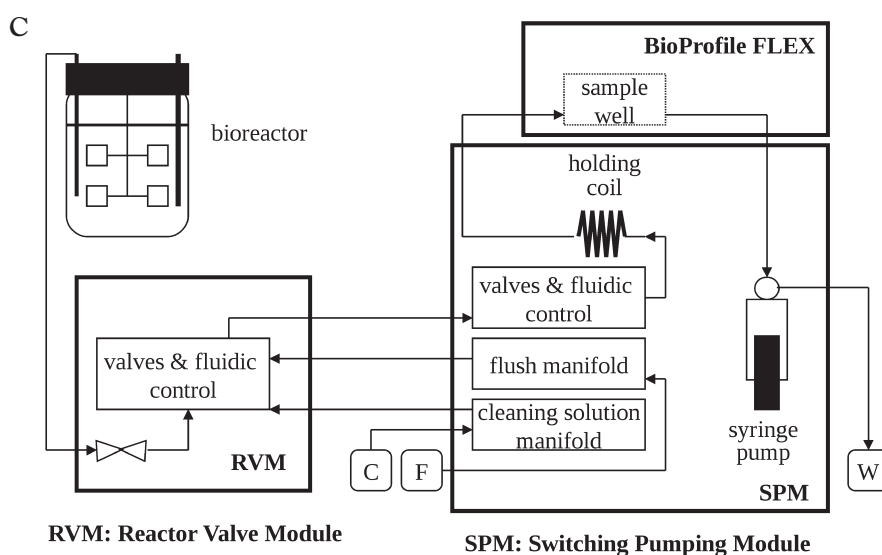 C
BioProfile FLEX
sample
well
bioreactor
holding
coil
valves & fluidic
control
valves & fluidic
control
flush manifold
cleaning solution
manifold
syringe
pump
RVM
C
F
W
SPM
RVM: Reactor Valve Module
SPM: Switching Pumping Module